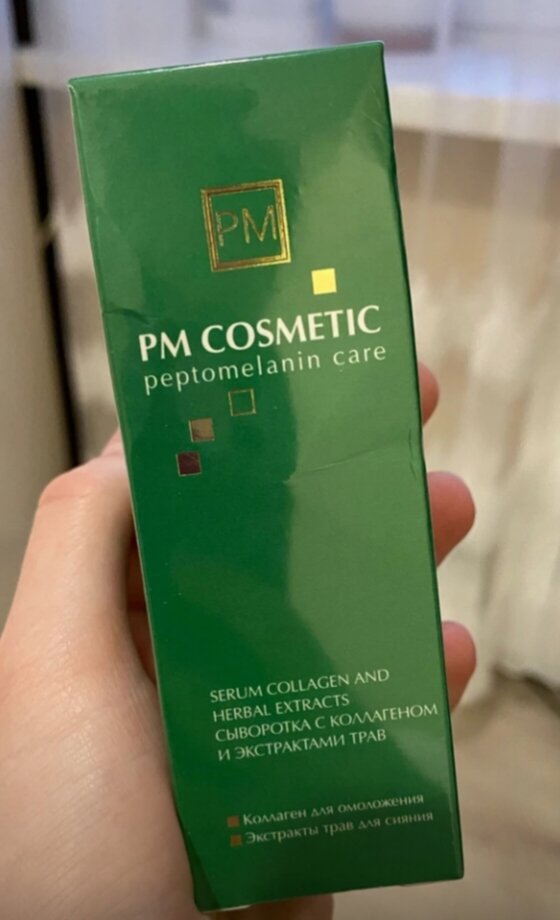 PM
PM COSMETIC
peptomelanin care
SERUM COLLAGEN AND
HERBAL EXTRACTS
СЫВОРОТКА С КОЛЛАГЕНОМ
И ЭКСТРАКТАМИ ТРАВ
Коллаген для омоложения
Экстракты трав для сияния